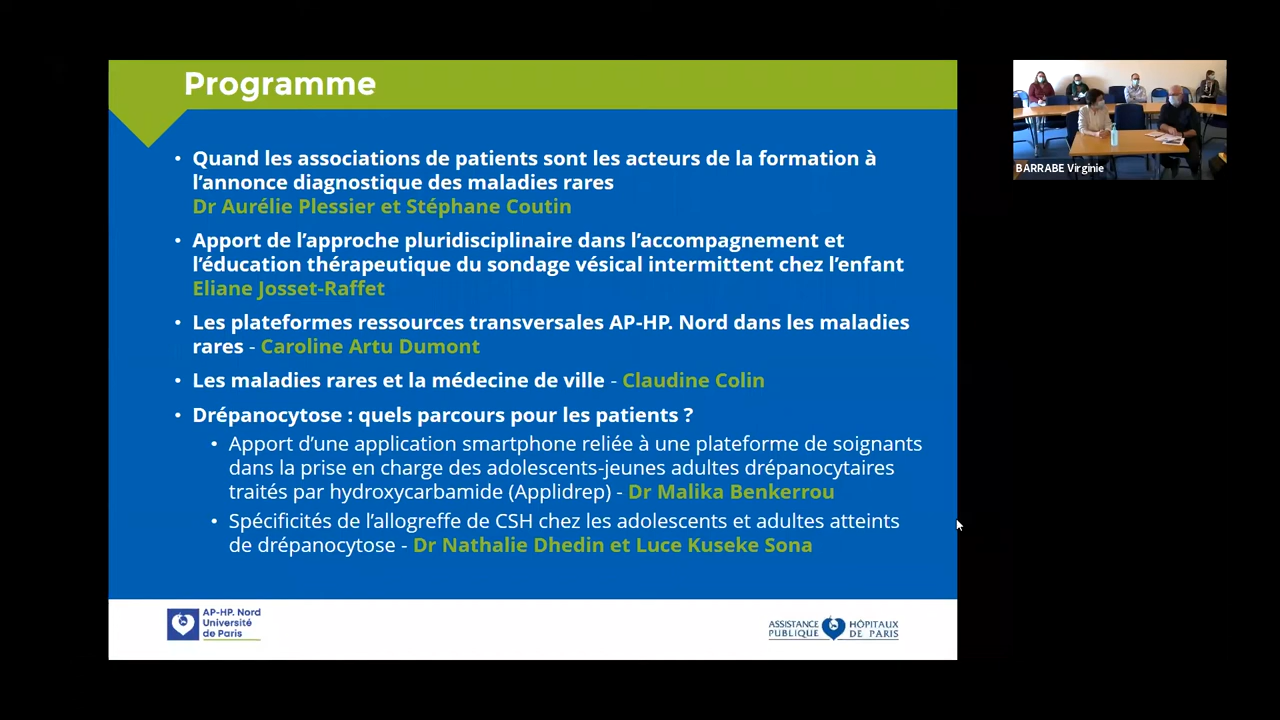 Programme
• Quand les associations de patients sont les acteurs de la formation à
l’annonce diagnostique des maladies rares
Dr Aurélie Plessier et Stéphane Coutin
• Apport de l’approche pluridisciplinaire dans l’accompagnement et
l’éducation thérapeutique du sondage vésical intermittent chez l’enfant
Eliane Josset-Raffet
• Les plateformes ressources transversales AP-HP. Nord dans les maladies
rares - Caroline Artu Dumont
• Les maladies rares et la médecine de ville - Claudine Colin
• Drépanocytose : quels parcours pour les patients ?
• Apport d’une application smartphone reliée à une plateforme de soignants
dans la prise en charge des adolescents-jeunes adultes drépanocytaires
traités par hydroxycarbamide (Applidrep) - Dr Malika Benkerrou
• Spécificités de l’allogreffe de CSH chez les adolescents et adultes atteints
de drépanocytose - Dr Nathalie Dhedin et Luce Kuseke Sona
AP-HP. Nord
Université
de Paris
ASSISTANCE HÔPITAUX
PUBLIQUE DE PARIS
BARRABE Virginie